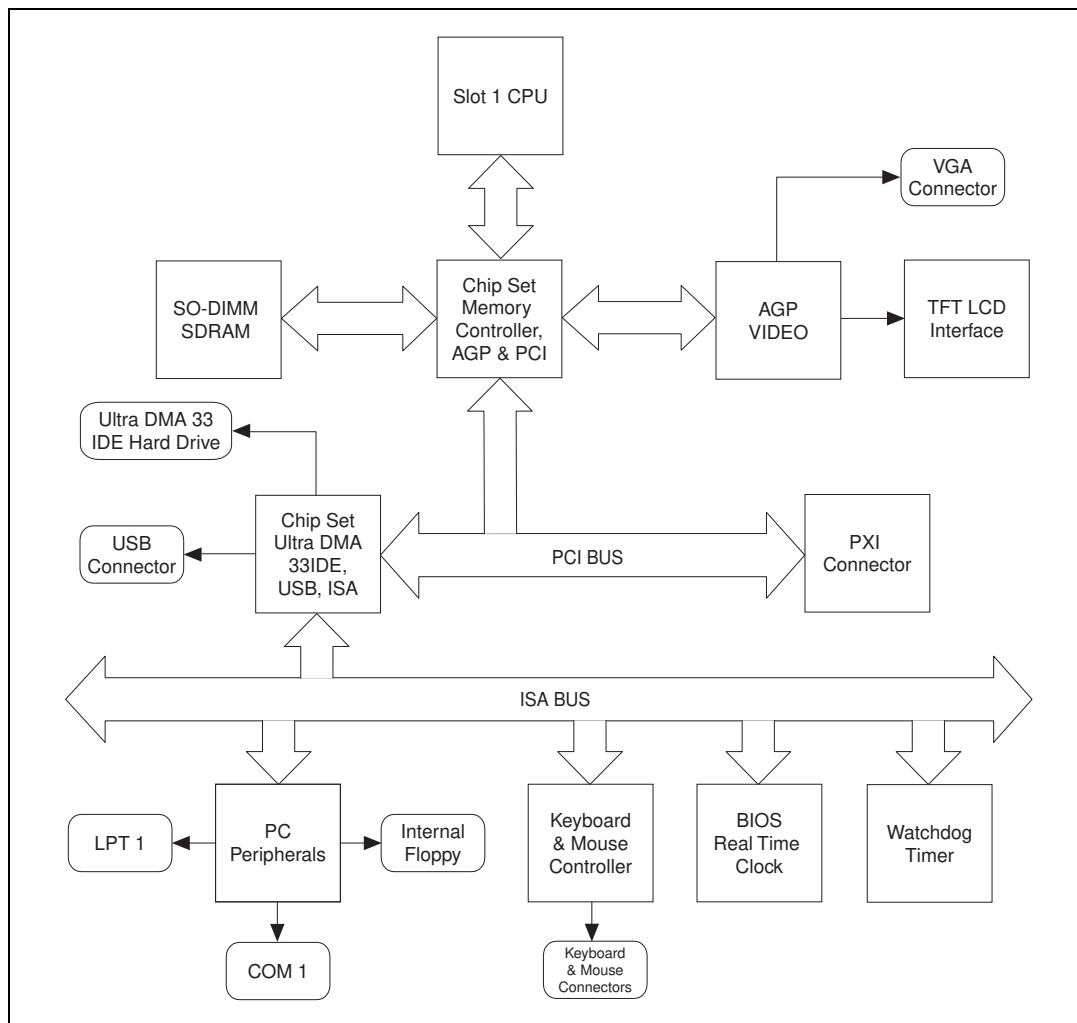 Slot 1 CPU
VGA
Connector
SO-DIMM
SDRAM
Chip Set
Memory
Controller,
AGP & PCI
AGP
VIDEO
TFT LCD
Interface
Ultra DMA 33
IDE Hard Drive
USB
Connector
Chip Set
Ultra DMA
33IDE,
USB, ISA
PCI BUS
PXI
Connector
ISA BUS
LPT 1
PC
Peripherals
Internal
Floppy
COM 1
Keyboard
& Mouse
Controller
Keyboard
& Mouse
Connectors
BIOS
Real Time
Clock
Watchdog
Timer